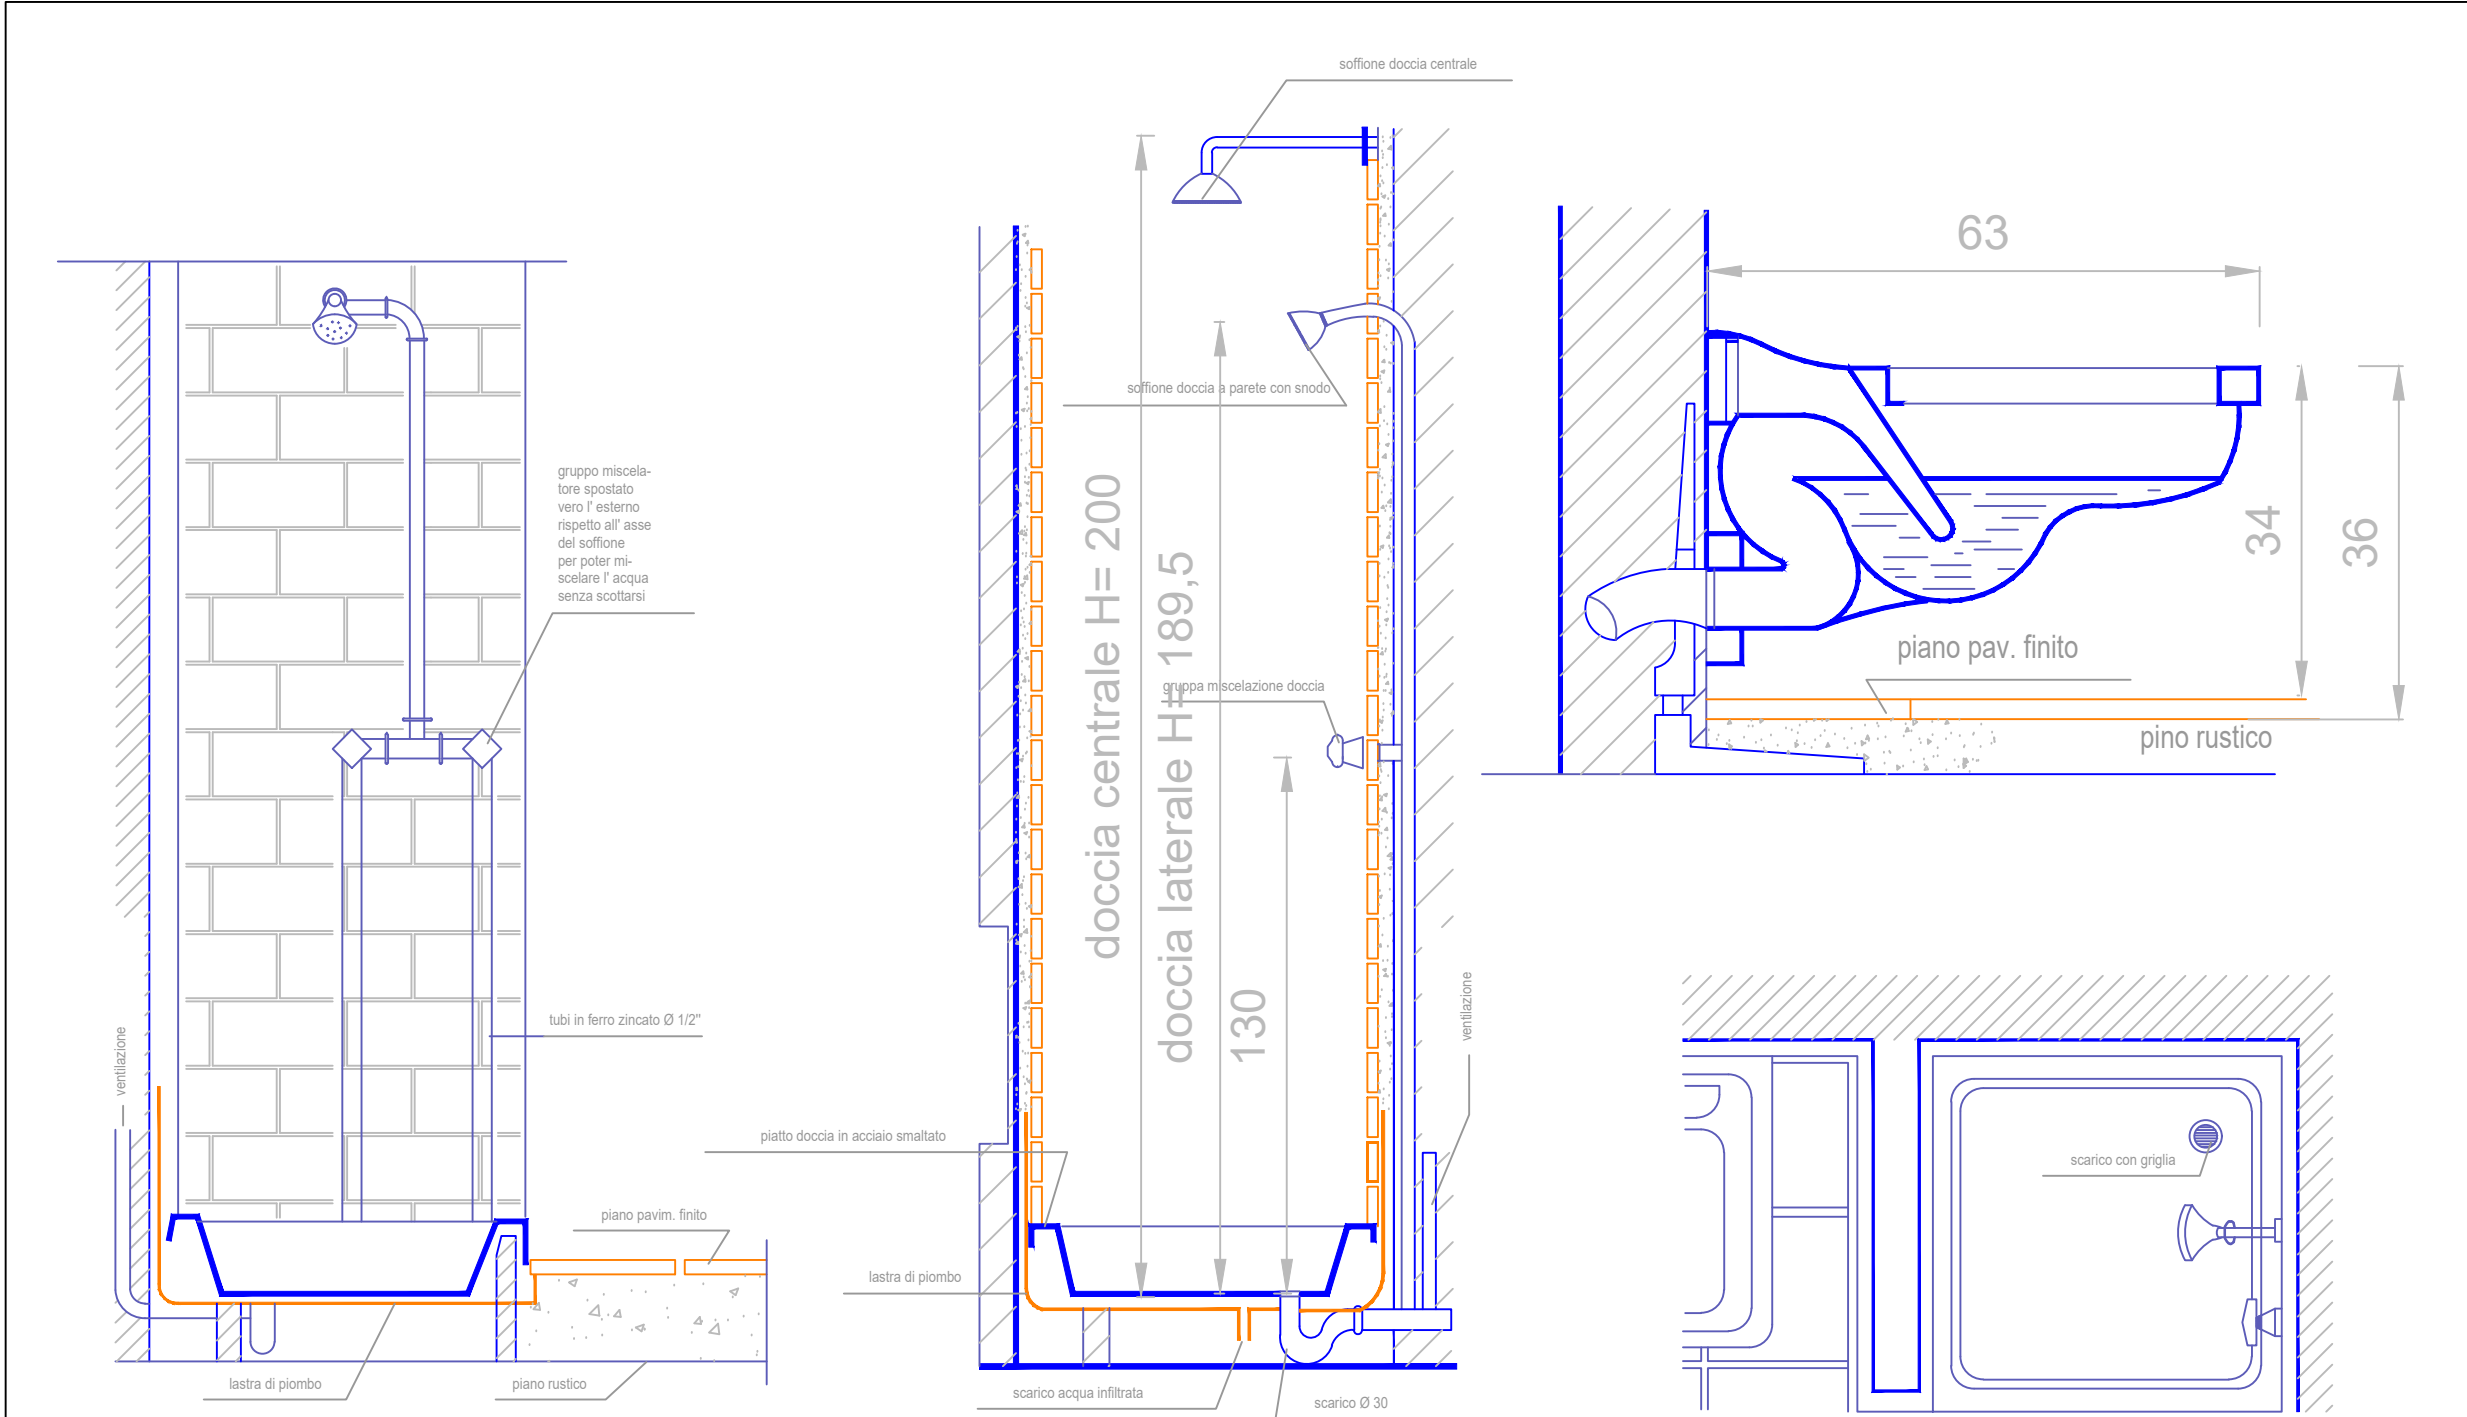 soffione doccia centrale
63
soffione doccia a parete con snodo
gruppo miscela-
tore spostato
vero l' esterno
rispetto all' asse
del soffione
per poter mi-
scelare l' acqua
senza scottarsi
doccia centrale H= 200
doccia laterale H= 189,5
34
36
piano pav. finito
gruppa miscelazione doccia
pino rustico
130
ventilazione
tubi in ferro zincato Ø 1/2"
ventilazione
piatto doccia in acciaio smaltato
scarico con griglia
piano pavim. finito
lastra di piombo
lastra di piombo
piano rustico
scarico acqua infiltrata
scarico Ø 30